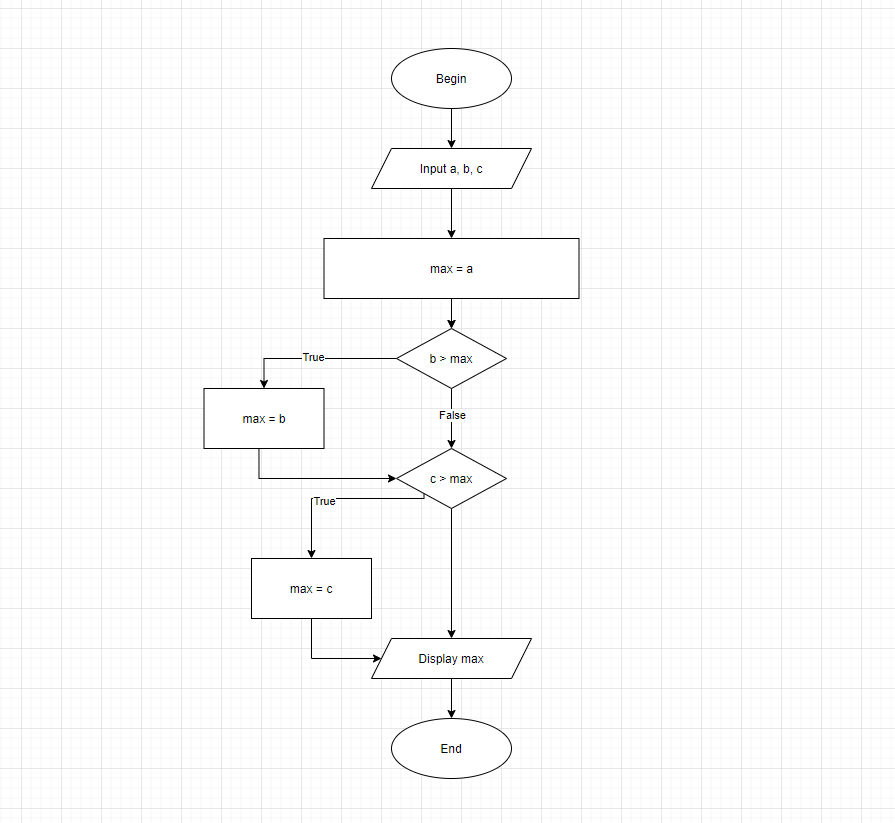 Begin
Input a, b, c
max = a
b > max
True
max = b
False
c > max
True
max = c
Display max
End